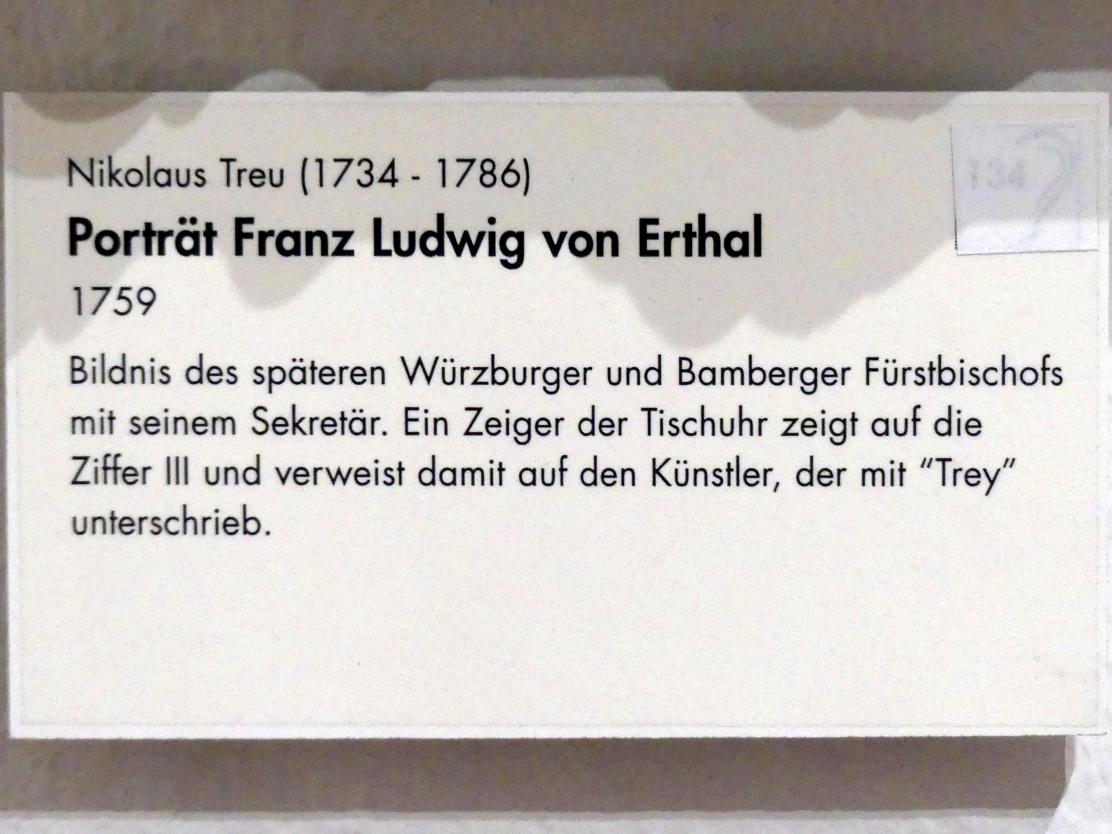 Nikolaus Treu (1734 - 1786)
134
Porträt Franz Ludwig von Erthal
1759
Bildnis des späteren Würzburger und Bamberger Fürstbischofs
mit seinem Sekretär. Ein Zeiger der Tischuhr zeigt auf die
Ziffer III und verweist damit auf den Künstler, der mit “Trey”
unterschrieb.